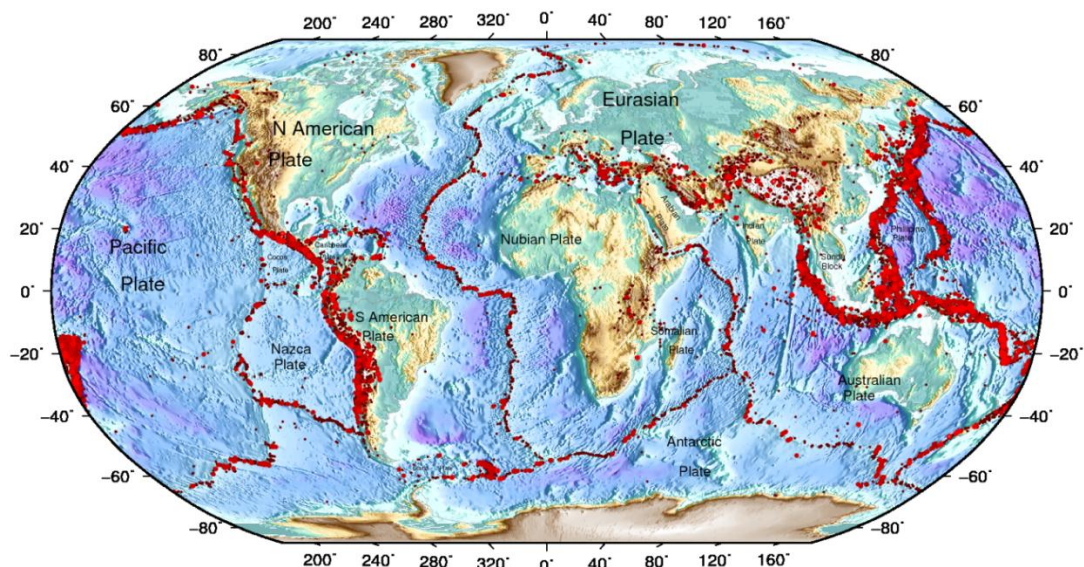 200° 240° 280° 320° 0° 40° 80° 120° 160°
80° 80°
60° 60°
40° 40°
20° 20°
0° 0°
−20° −20°
−40° −40°
−60° −60°
−80° −80°
200° 240° 280° 320° 0° 40° 80° 120° 160°
Eurasian
Plate
N American
Plate
Arabian
Plate
Nubian Plate
Indian
Plate
Philippine
Plate
Sunda
Block
Pacific
Plate
Caribbean
Cocos
Plate
S American
Plate
Nazca
Plate
Somalian
Plate
Australian
Plate
Antarctic
Plate